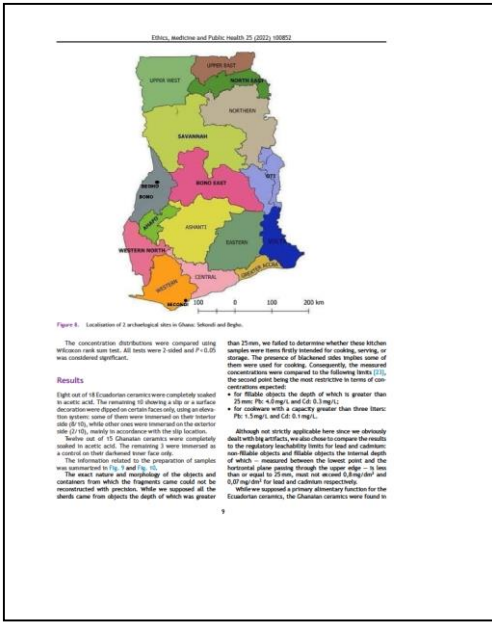 Ethics, Medicine and Public Health 25 (2022) 100852
UPPER EAST
UPPER WEST
NORTH EAST
NORTHERN
SAVANNAH
OTI
BONO EAST
BEGHO
BONO
AHAFO
ASHANTI
EASTERN
WESTERN NORTH
CENTRAL
GREATER ACCRA
WESTERN
SECONDI
100 0 100 200 km
Figure 8. Localisation of 2 archaelogical sites in Ghana: Sekondi and Begho.
The concentration distributions were compared using
Wilcoxon rank sum test. All tests were 2-sided and P < 0.05
was considered significant.
Results
Eight out of 18 Ecuadorian ceramics were completely soaked
in acetic acid. The remaining 10 showing a slip or a surface
decoration were dipped on certain faces only, using an eleva-
tion system: some of them were immersed on their interior
side (8/10), while other ones were immersed on the exterior
side (2/10), mainly in accordance with the slip location.
Twelve out of 15 Ghanaian ceramics were completely
soaked in acetic acid. The remaining 3 were immersed as
a control on their darkened inner face only.
The information related to the preparation of samples
was summarized in Fig. 9 and Fig. 10.
The exact nature and morphology of the objects and
containers from which the fragments came could not be
reconstructed with precision. While we supposed all the
sherds came from objects the depth of which was greater
than 25 mm, we failed to determine whether these kitchen
samples were items firstly intended for cooking, serving, or
storage. The presence of blackened sides implies some of
them were used for cooking. Consequently, the measured
concentrations were compared to the following limits [23],
the second point being the most restrictive in terms of con-
centrations expected:
• for fillable objects the depth of which is greater than
25 mm: Pb: 4.0 mg/L and Cd: 0.3 mg/L;
• for cookware with a capacity greater than three liters:
Pb: 1.5 mg/L and Cd: 0.1 mg/L.
Although not strictly applicable here since we obviously
dealt with big artifacts, we also chose to compare the results
to the regulatory leachability limits for lead and cadmium:
non-fillable objects and fillable objects the internal depth
of which — measured between the lowest point and the
horizontal plane passing through the upper edge — is less
than or equal to 25 mm, must not exceed 0,8 mg/dm² and
0,07 mg/dm² for lead and cadmium respectively.
While we supposed a primary alimentary function for the
Ecuadorian ceramics, the Ghanaian ceramics were found in
9